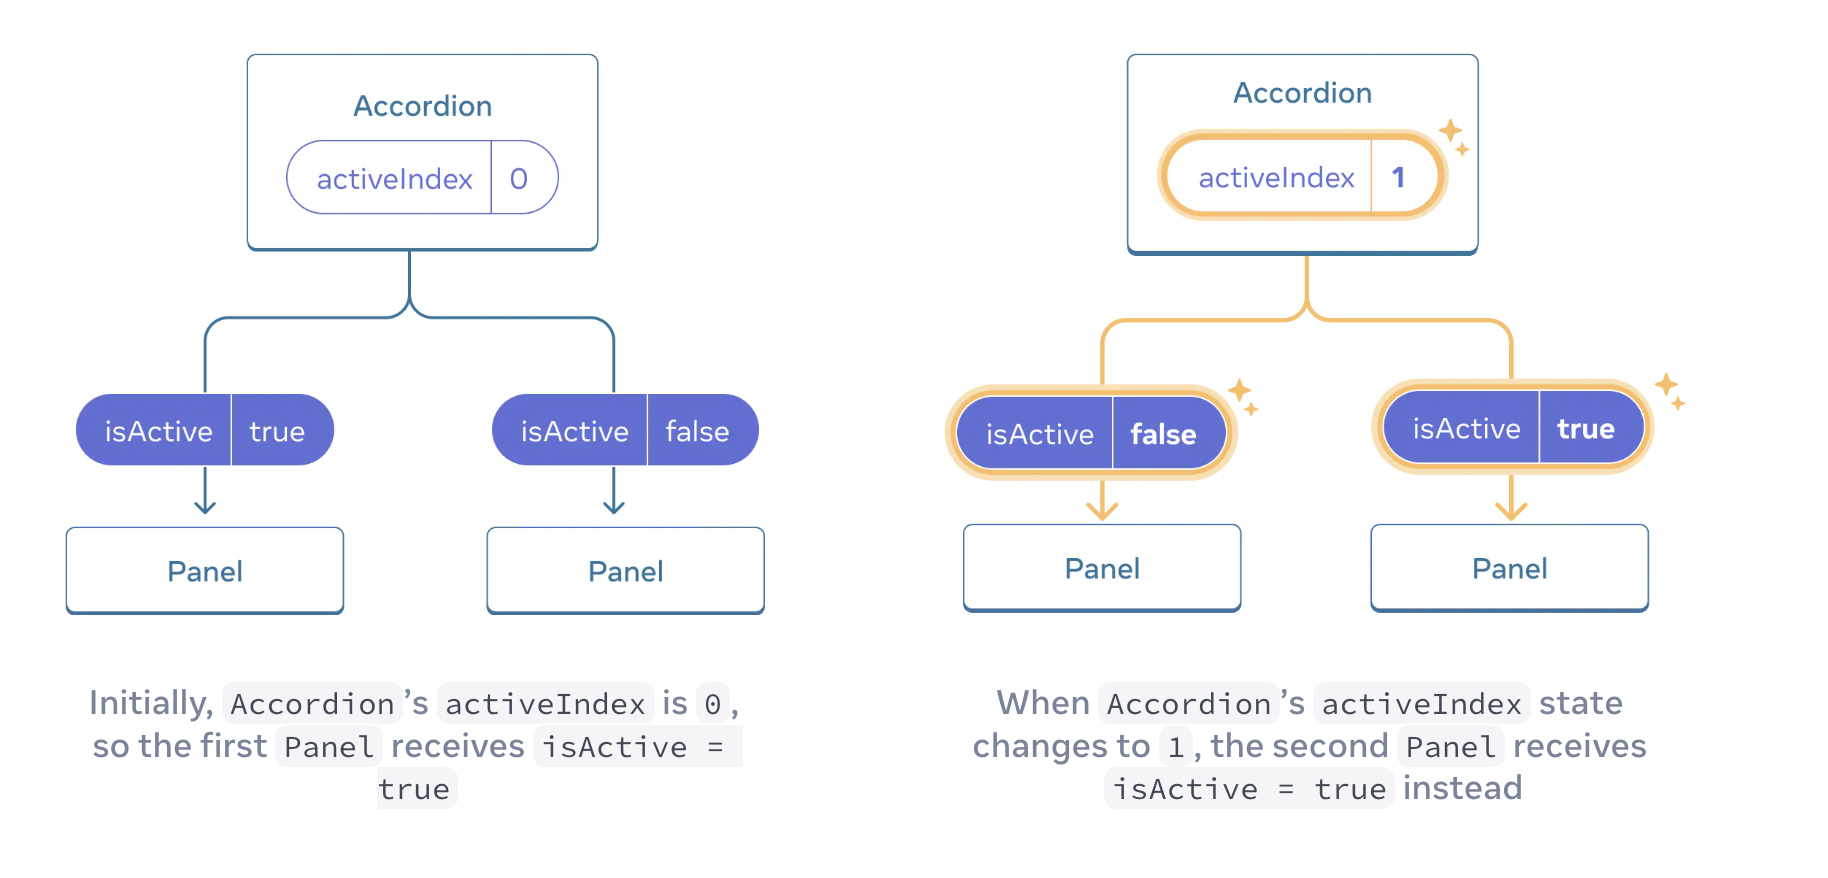 Accordion
activeIndex 0
isActive true
isActive false
Panel
Panel
Initially, Accordion’s activeIndex is 0,
so the first Panel receives isActive =
true
Accordion
activeIndex 1
isActive false
isActive true
Panel
Panel
When Accordion’s activeIndex state
changes to 1, the second Panel receives
isActive = true instead